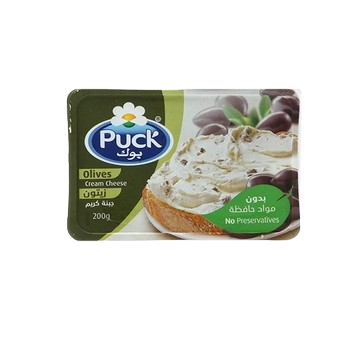 Puck
بوك
Olives
Cream Cheese
زيتون
جبنة كريم
200g
بدون
مواد حافظة
No Preservatives